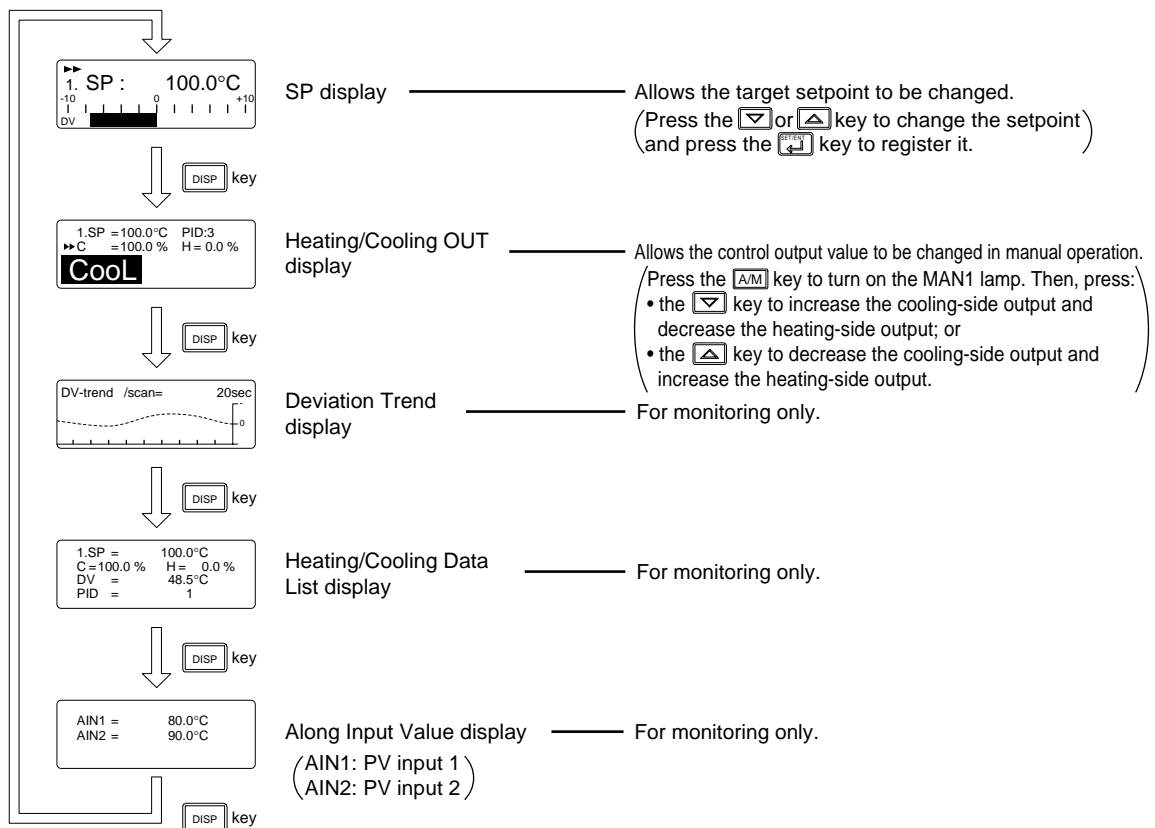 ▶▶
1. SP : 100.0°C
-10 0 +10
DV
SP display
Allows the target setpoint to be changed.
(Press the ▽ or △ key to change the setpoint
and press the SET/ENT key to register it. )
DISP key
1.SP =100.0°C PID:3
▶▶C =100.0 % H = 0.0 %
CooL
Heating/Cooling OUT
display
Allows the control output value to be changed in manual operation.
(Press the A/M key to turn on the MAN1 lamp. Then, press:
• the ▽ key to increase the cooling-side output and
decrease the heating-side output; or
• the △ key to decrease the cooling-side output and
increase the heating-side output. )
DISP key
DV-trend /scan= 20sec
0
Deviation Trend
display
For monitoring only.
DISP key
1.SP = 100.0°C
C =100.0 % H = 0.0 %
DV = 48.5°C
PID = 1
Heating/Cooling Data
List display
For monitoring only.
DISP key
AIN1 = 80.0°C
AIN2 = 90.0°C
Along Input Value display
(AIN1: PV input 1
AIN2: PV input 2)
For monitoring only.
DISP key